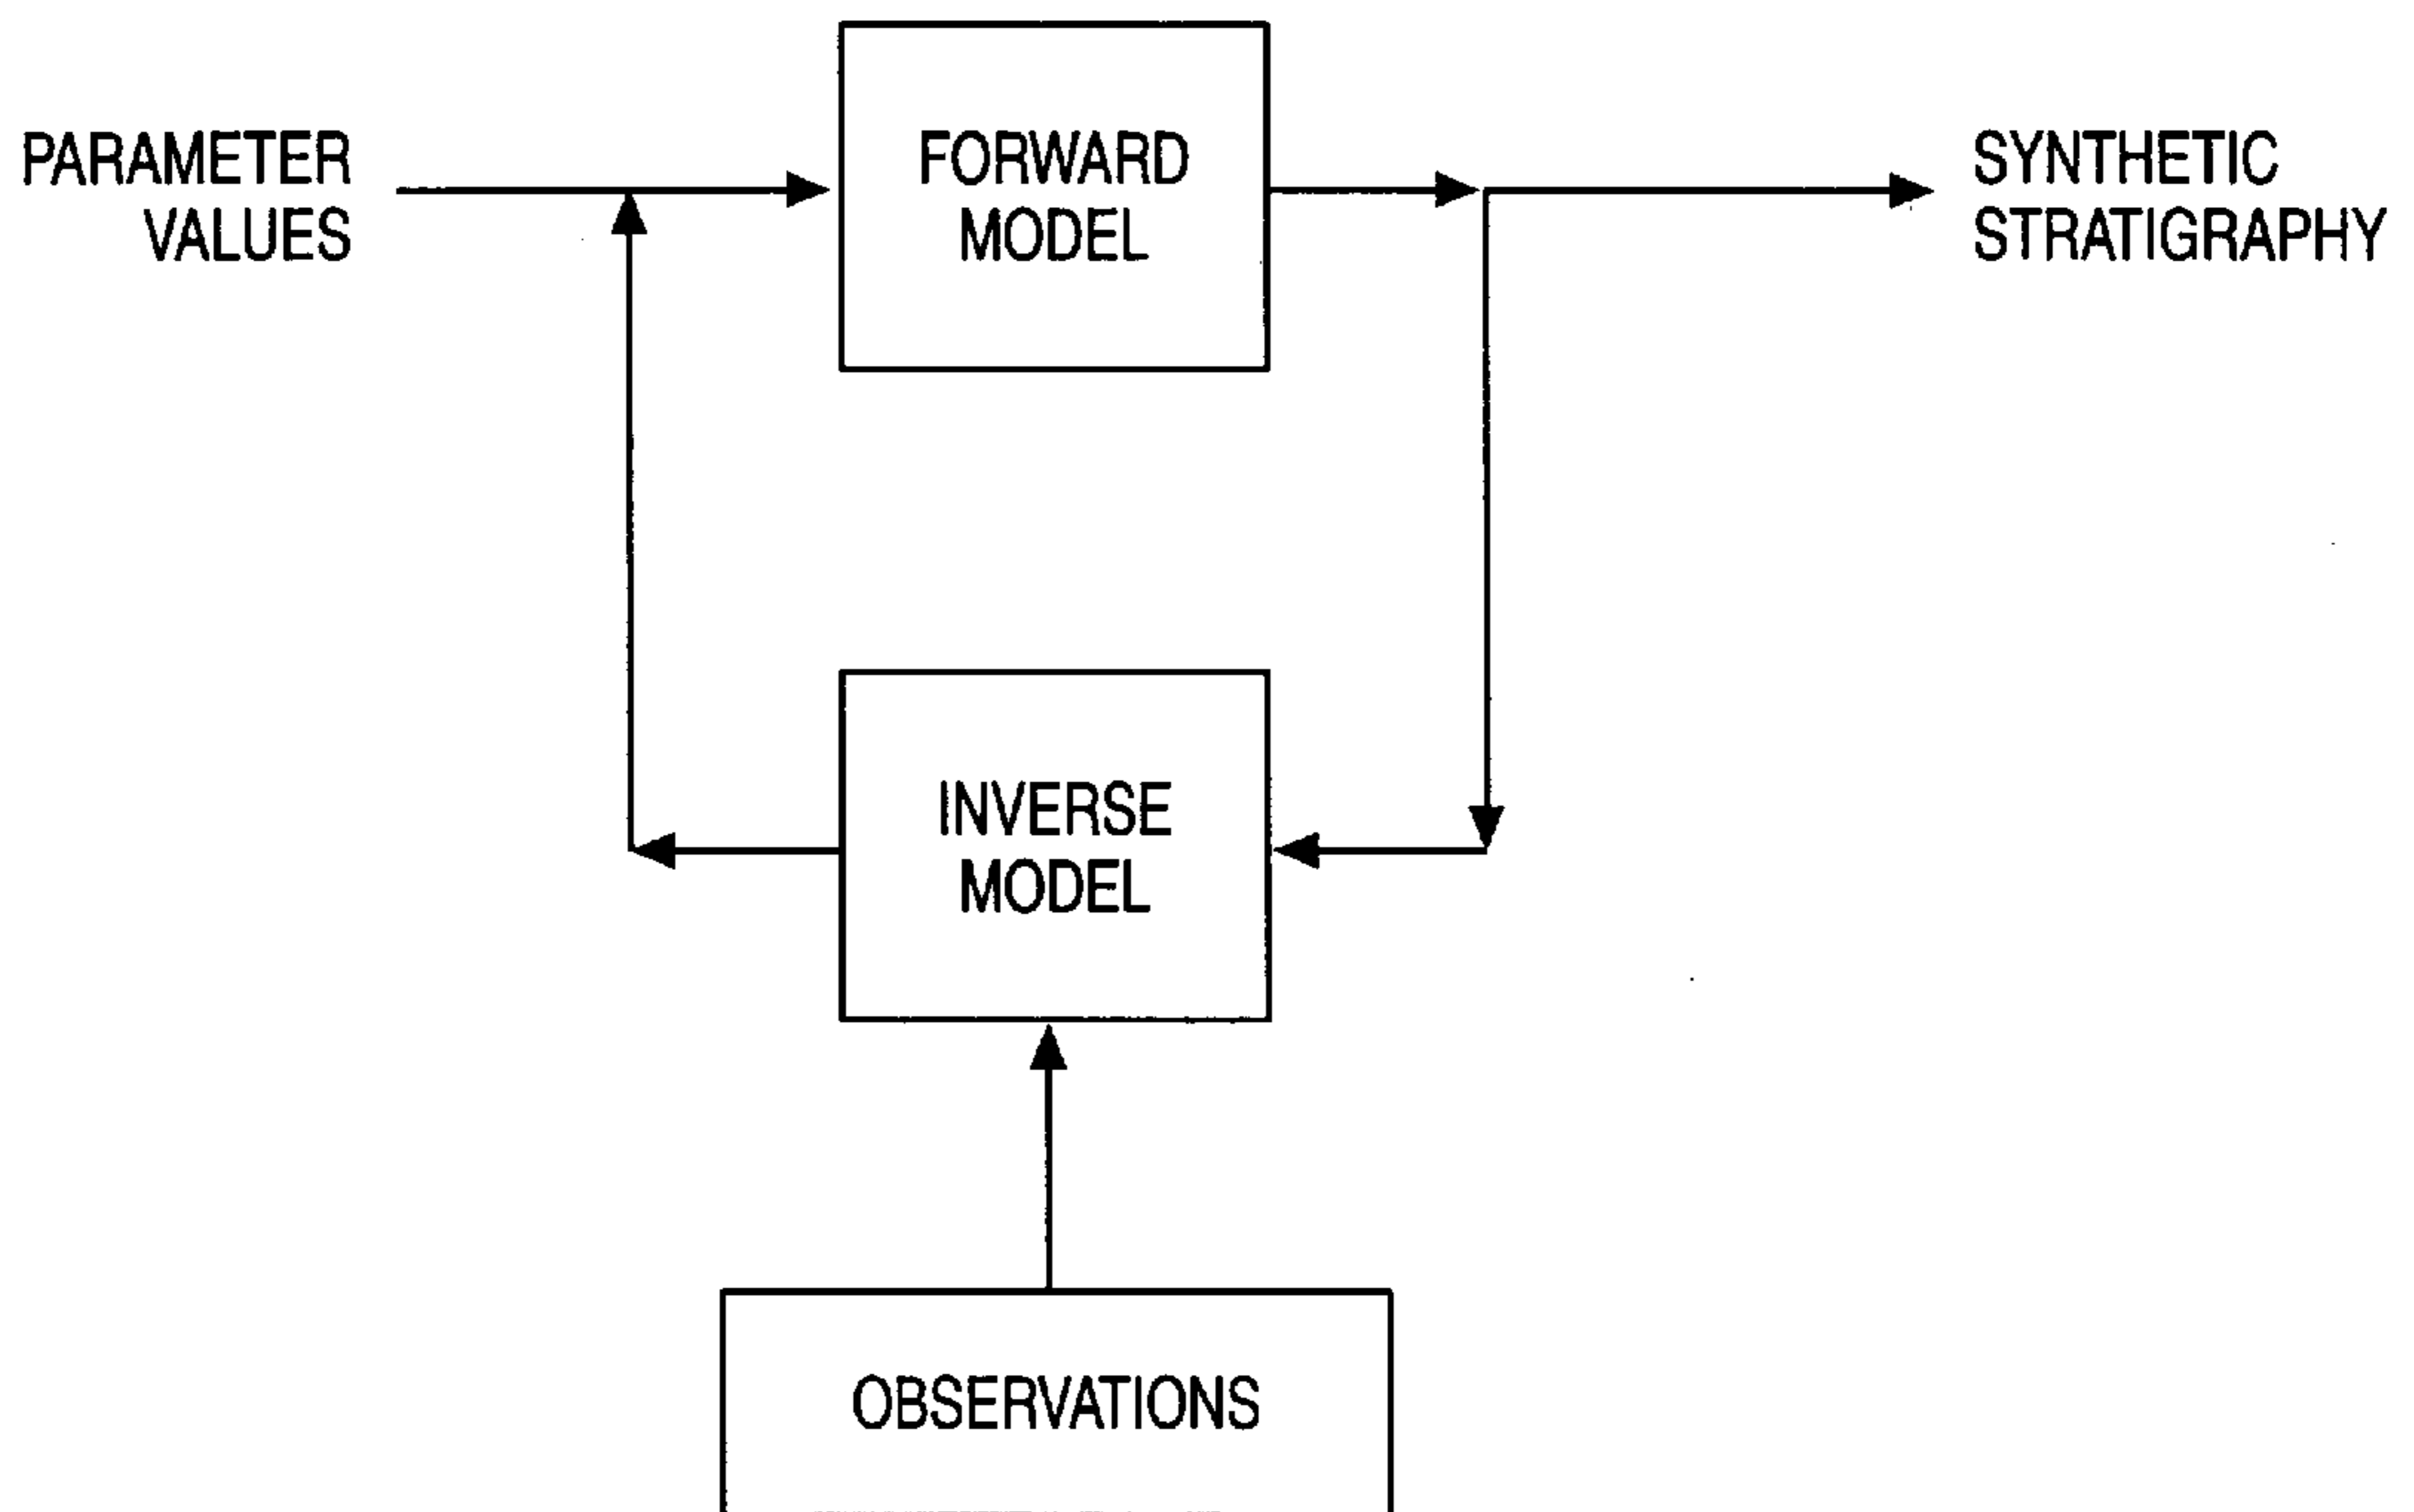 PARAMETER
VALUES
FORWARD
MODEL
SYNTHETIC
STRATIGRAPHY
INVERSE
MODEL
OBSERVATIONS